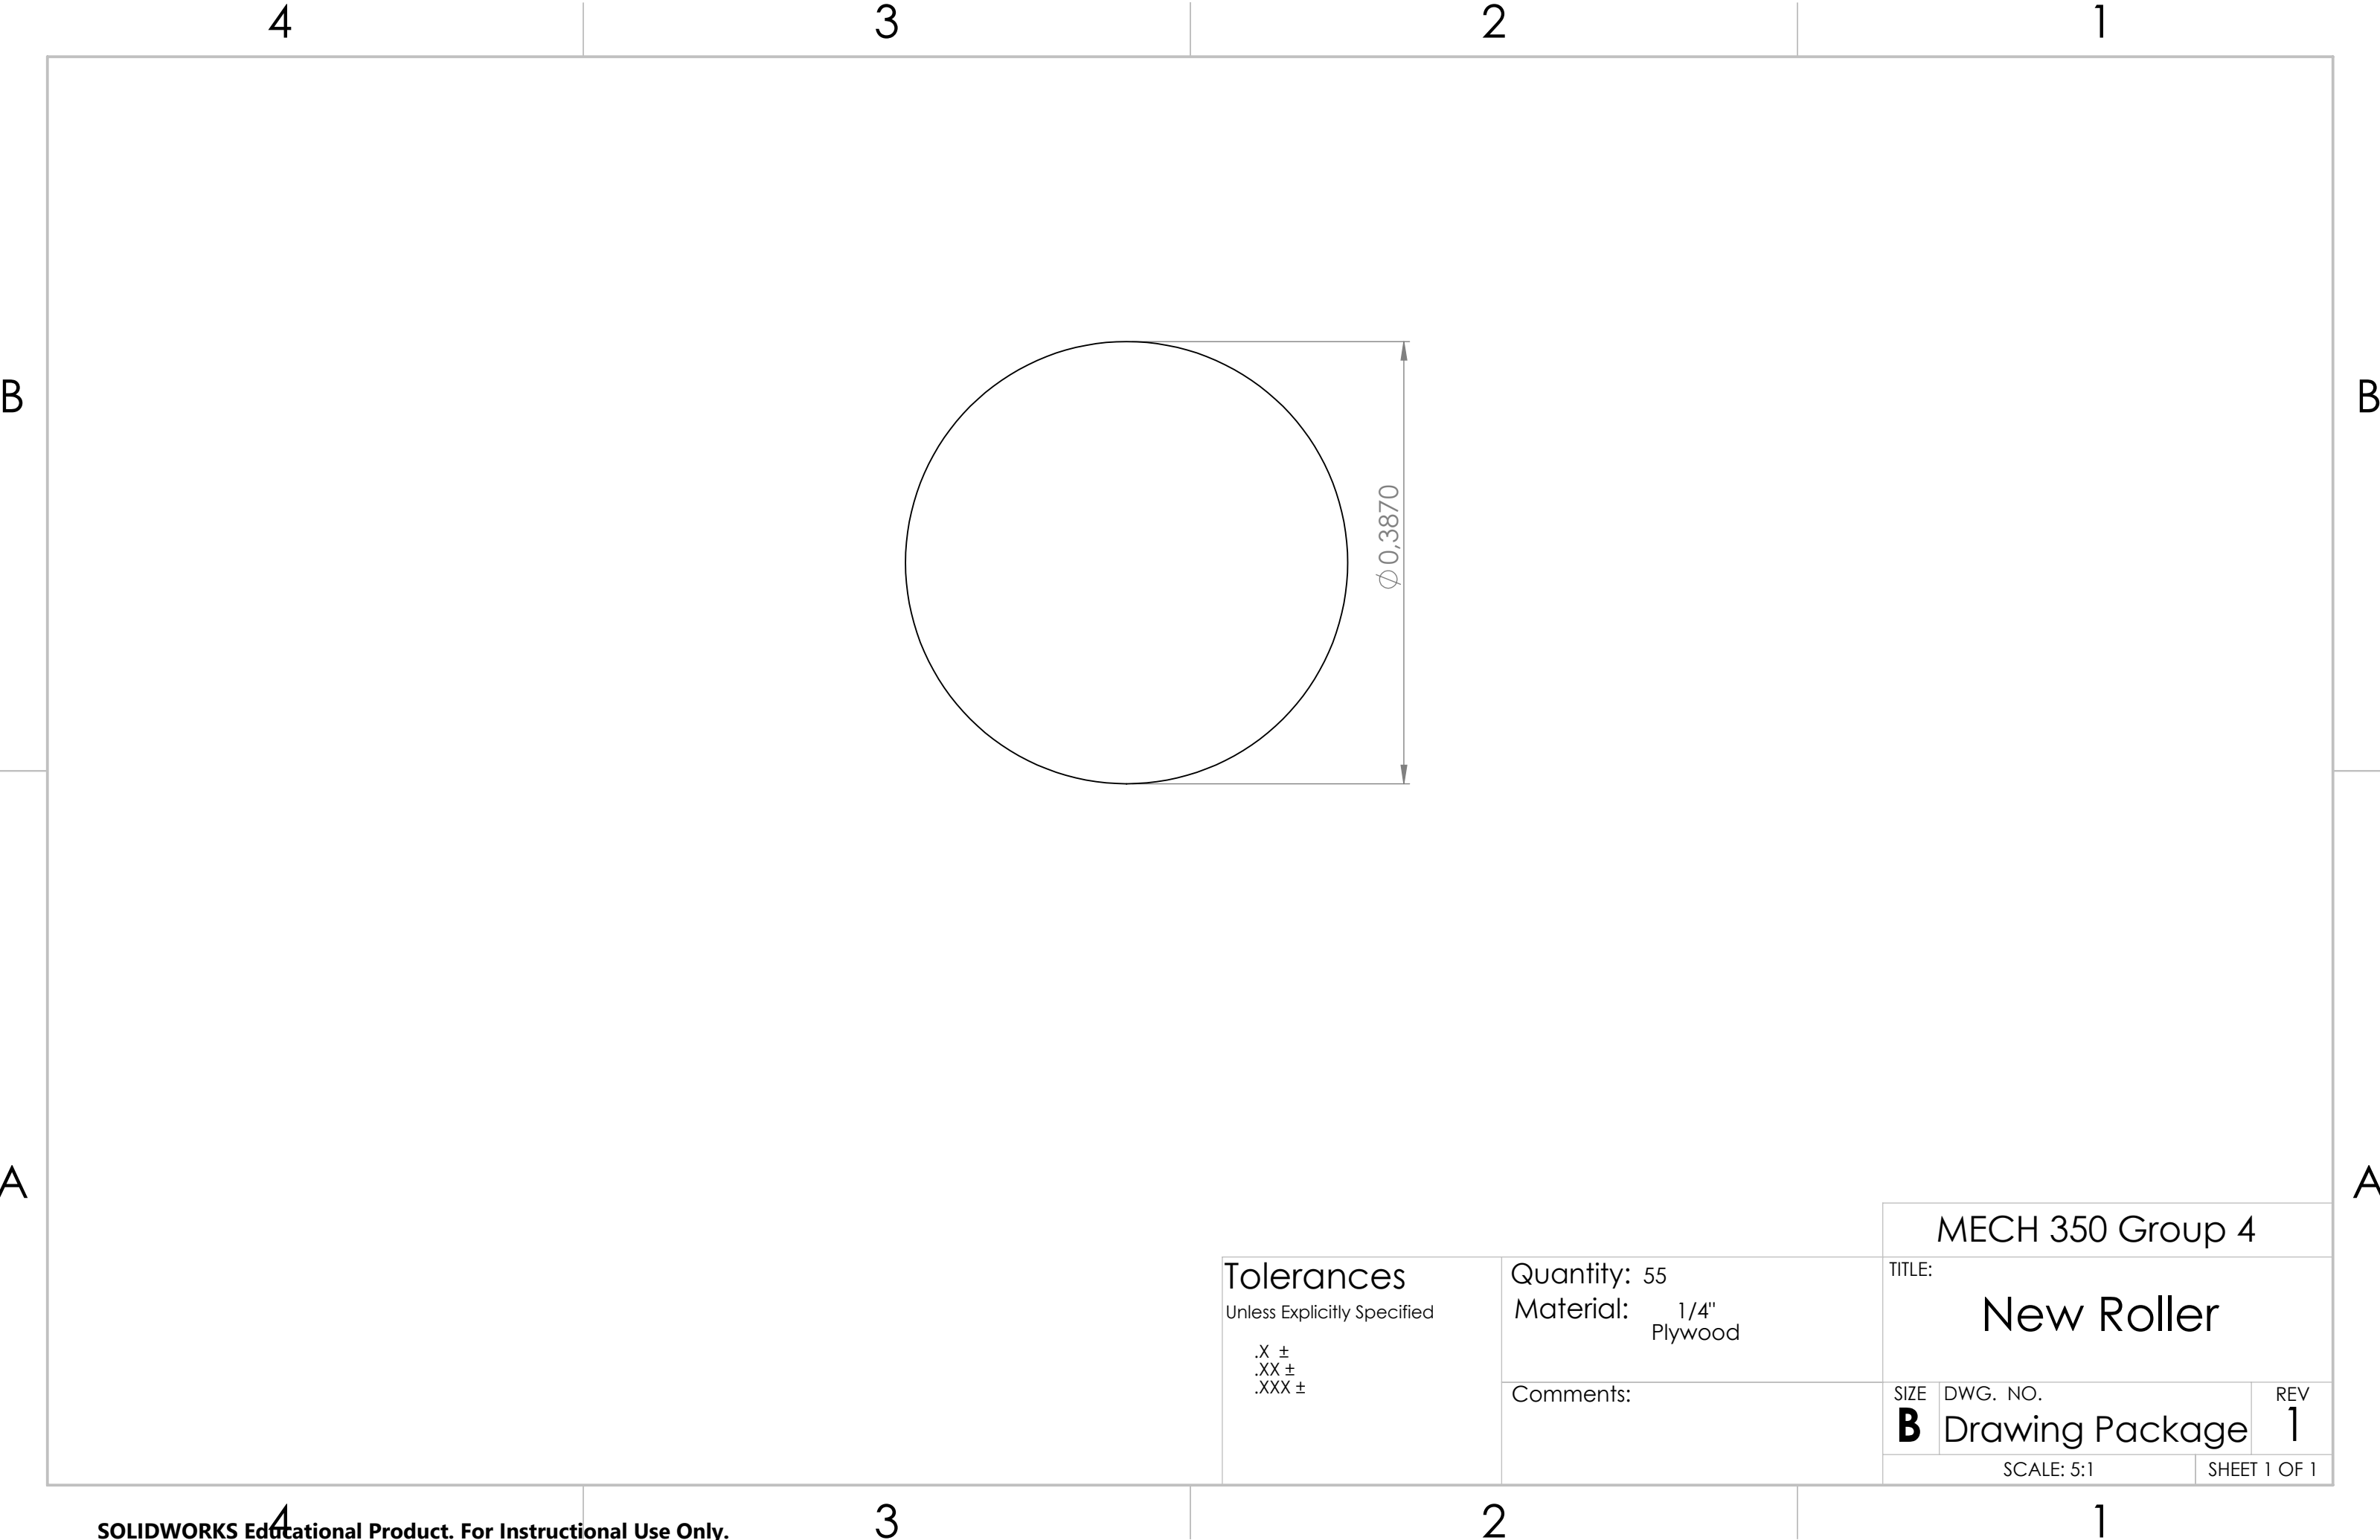 4 3 2 1
B B
Ø 0,3870
A A
MECH 350 Group 4
Tolerances
Unless Explicitly Specified
.X ±
.XX ±
.XXX ±
Quantity: 55
Material: 1/4"
Plywood
Comments:
TITLE:
New Roller
SIZE DWG. NO. REV
B Drawing Package 1
SCALE: 5:1 SHEET 1 OF 1
4 3 2 1
SOLIDWORKS Educational Product. For Instructional Use Only.